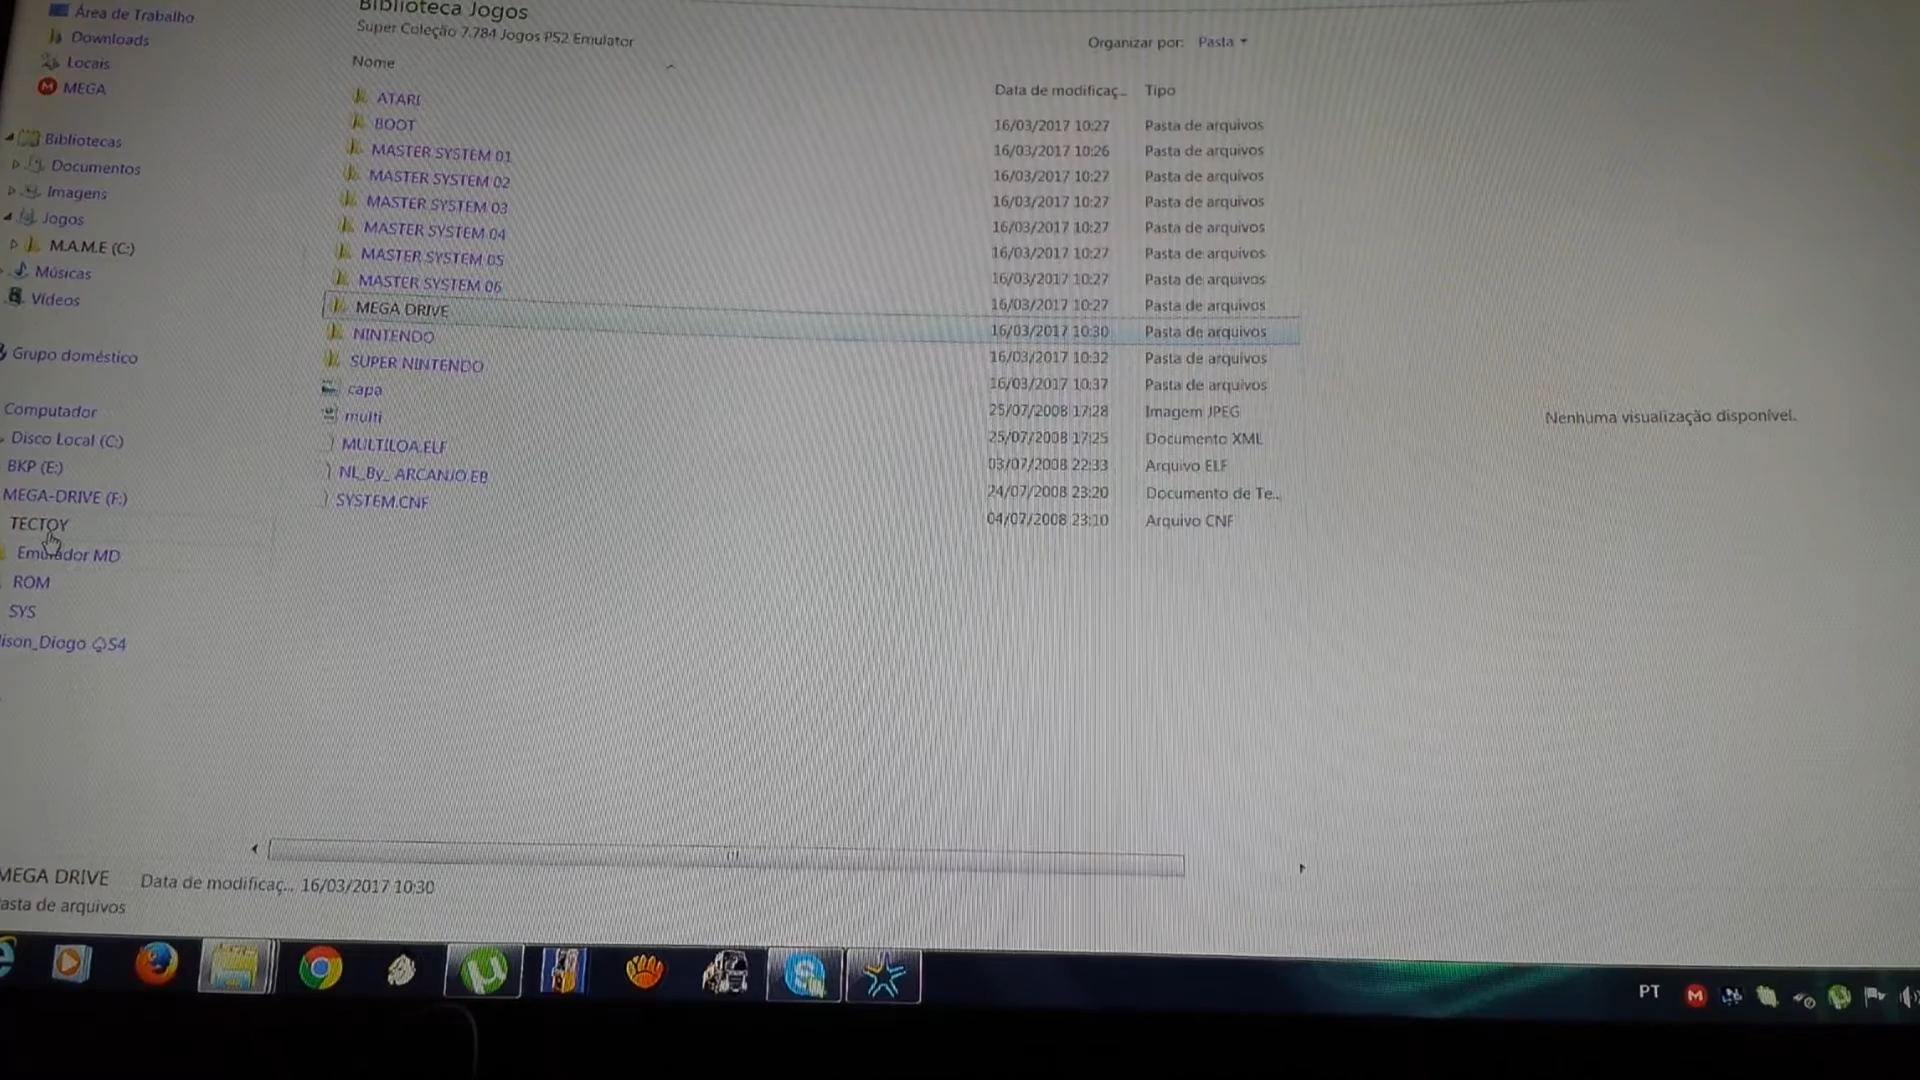 Área de Trabalho
Downloads
Locais
MEGA
Bibliotecas
Documentos
Imagens
Jogos
M.A.M.E (C:)
Músicas
Vídeos
Grupo doméstico
Computador
Disco Local (C:)
BKP (E:)
MEGA-DRIVE (F:)
TECTOY
Emulador MD
ROM
SYS
ison_Diogo ♤S4
Biblioteca Jogos
Super Coleção 7.784 Jogos PS2 Emulator
Organizar por: Pasta
Nome
Data de modificaç... Tipo
ATARI
16/03/2017 10:27 Pasta de arquivos
BOOT
16/03/2017 10:26 Pasta de arquivos
MASTER SYSTEM 01
16/03/2017 10:27 Pasta de arquivos
MASTER SYSTEM 02
16/03/2017 10:27 Pasta de arquivos
MASTER SYSTEM 03
16/03/2017 10:27 Pasta de arquivos
MASTER SYSTEM 04
16/03/2017 10:27 Pasta de arquivos
MASTER SYSTEM 05
16/03/2017 10:27 Pasta de arquivos
MASTER SYSTEM 06
16/03/2017 10:27 Pasta de arquivos
MEGA DRIVE
16/03/2017 10:30 Pasta de arquivos
NINTENDO
16/03/2017 10:32 Pasta de arquivos
SUPER NINTENDO
16/03/2017 10:37 Pasta de arquivos
capa
25/07/2008 17:28 Imagem JPEG
multi
25/07/2008 17:25 Documento XML
MULTILOA.ELF
03/07/2008 22:33 Arquivo ELF
NL_By_ ARCANJO.EB
24/07/2008 23:20 Documento de Te...
SYSTEM.CNF
04/07/2008 23:10 Arquivo CNF
Nenhuma visualização disponível.
MEGA DRIVE Data de modificaç... 16/03/2017 10:30
asta de arquivos
PT